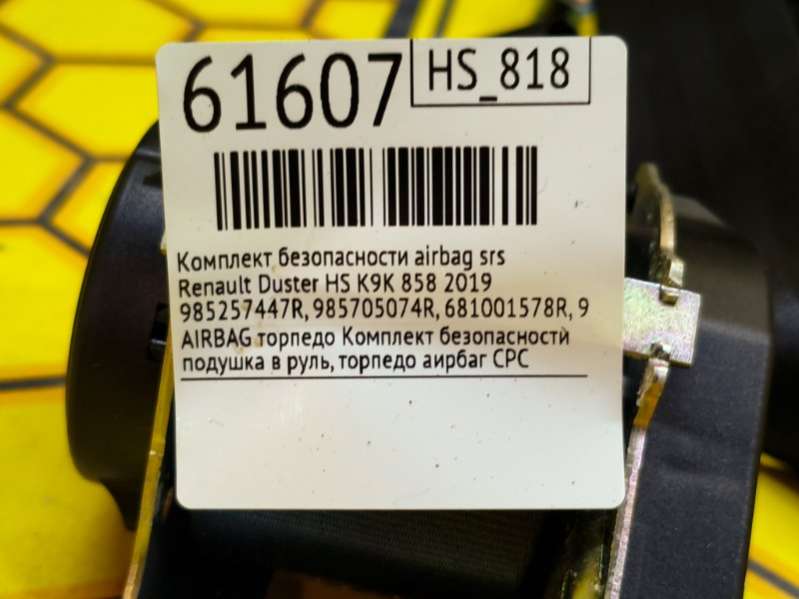 61607
HS_818
Комплект безопасности airbag srs
Renault Duster HS K9K 858 2019
985257447R, 985705074R, 681001578R, 9
AIRBAG торпедо Комплект безопасности
подушка в руль, торпедо аирбаг СРС